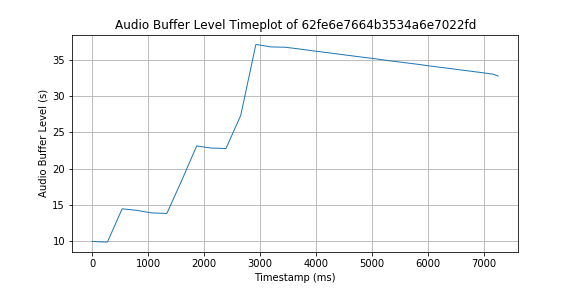 Audio Buffer Level Timeplot of 62fe6e7664b3534a6e7022fd
Audio Buffer Level (s)
35
30
25
20
15
10
0 1000 2000 3000 4000 5000 6000 7000
Timestamp (ms)